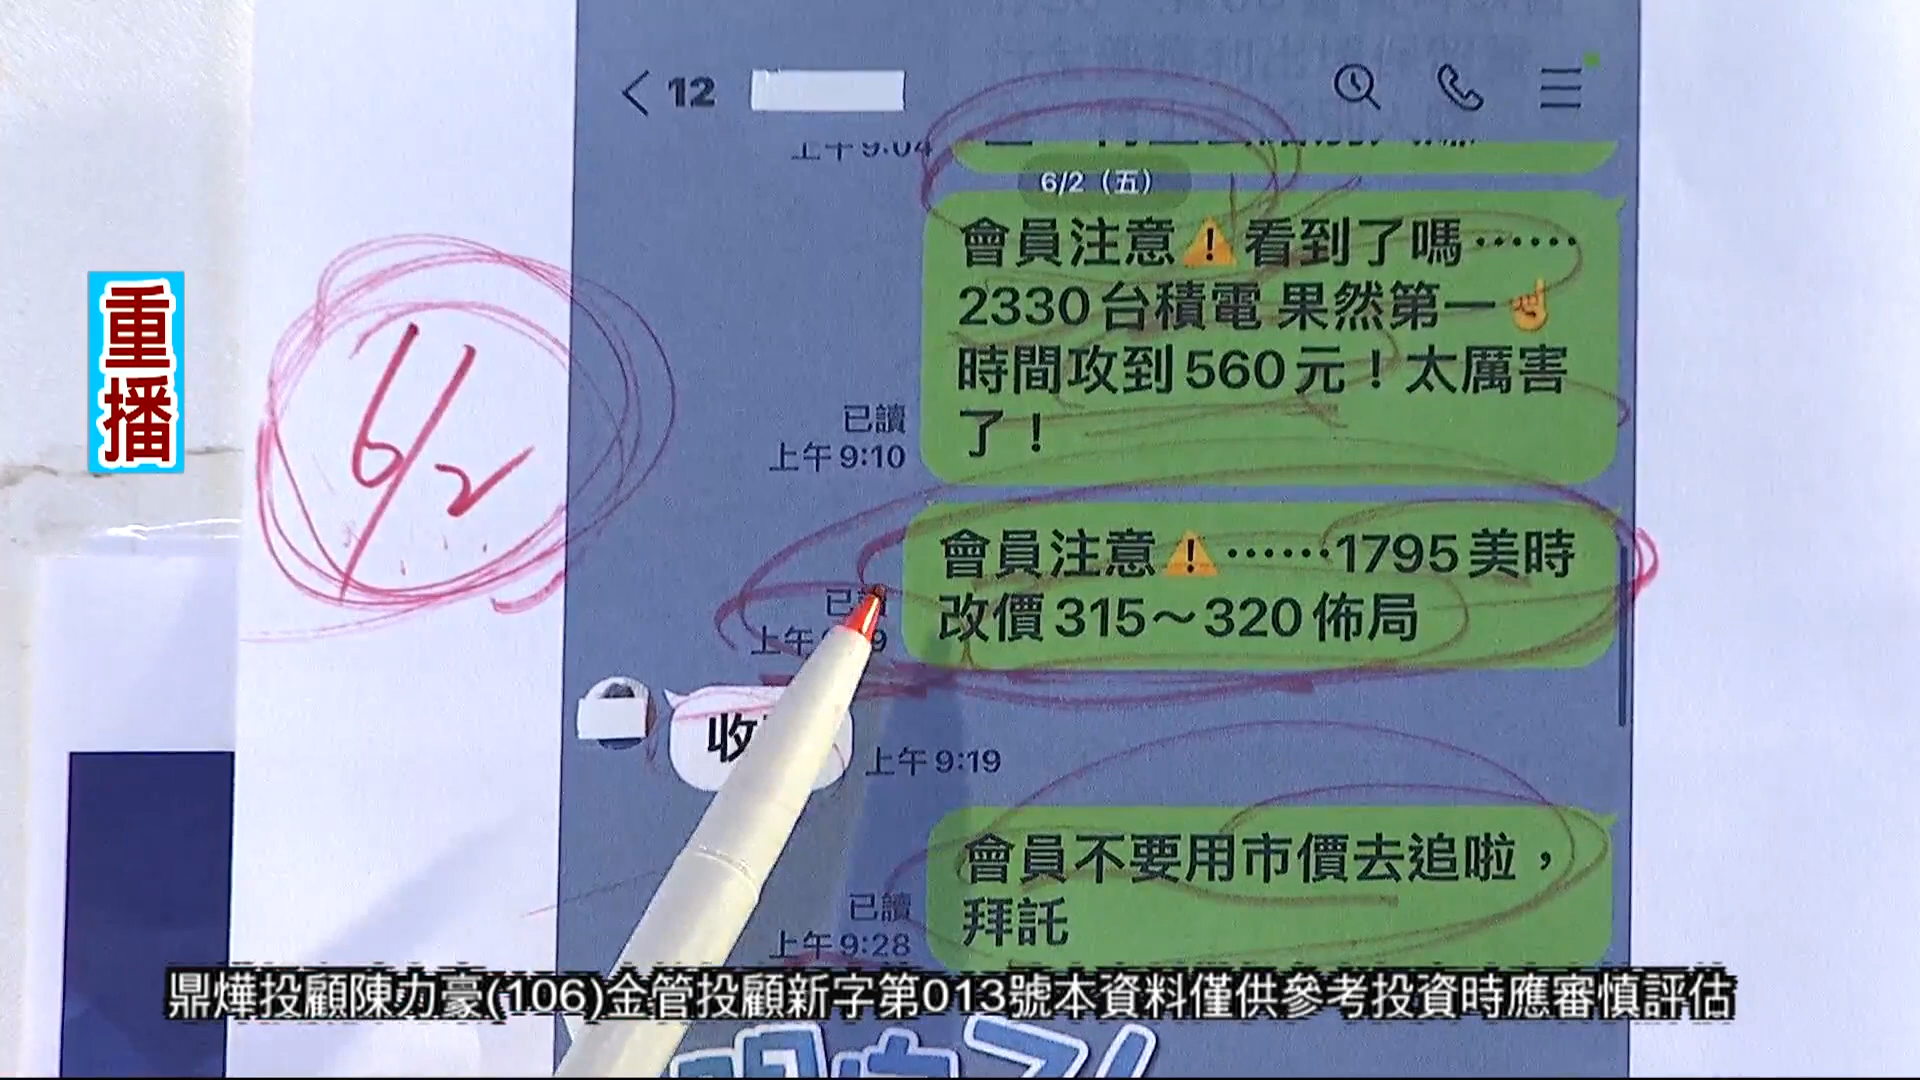 12
上午9:04
6/2（五）
會員注意⚠️看到了嗎……
2330台積電 果然第一☝️
時間攻到560元！太厲害
了！
已讀
上午9:10
6/2
重播
會員注意⚠️……1795美時
改價315～320佈局
已讀
上午
收
上午9:19
會員不要用市價去追啦，
拜託
已讀
上午9:28
鼎燁投顧陳力豪(106)金管投顧新字第013號本資料僅供參考投資時應審慎評估